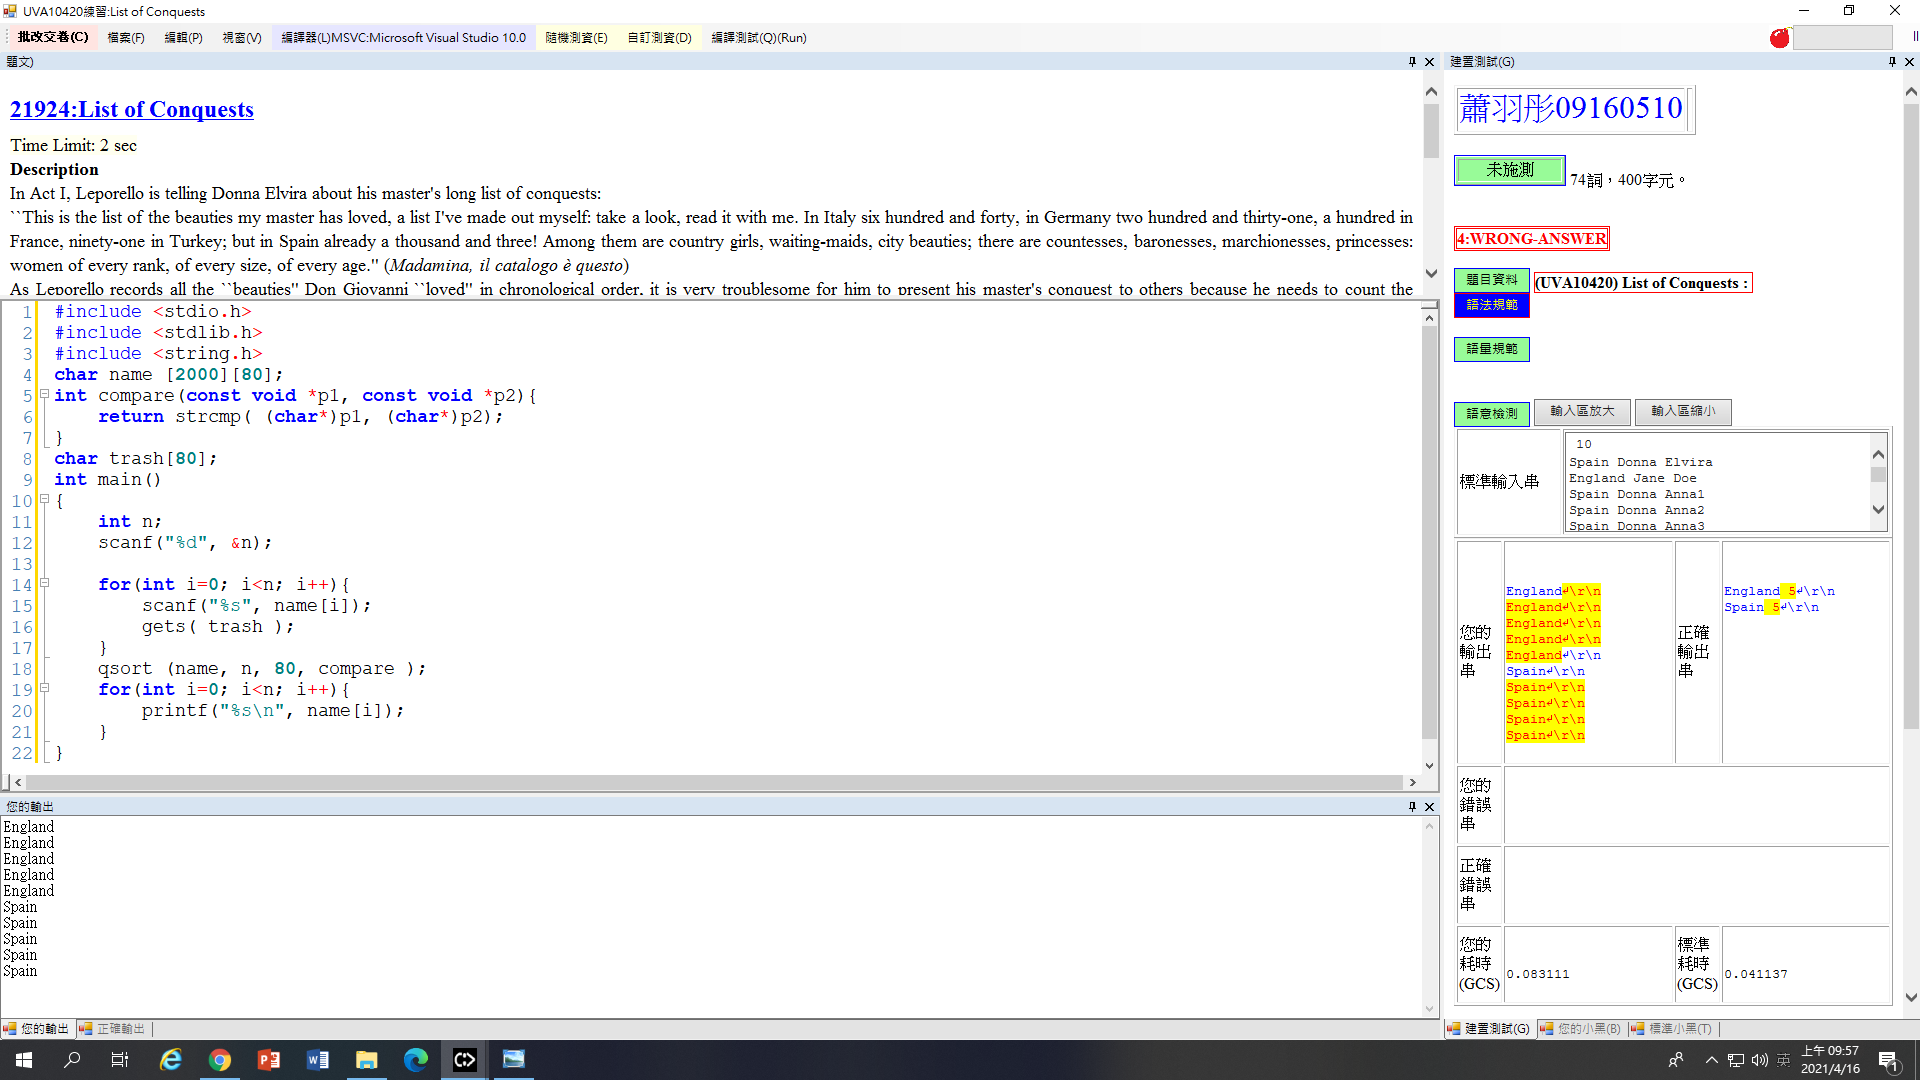 UVA10420練習:List of Conquests
批改交卷(C) 檔案(F) 編輯(P) 視窗(V) 編譯器(L)MSVC:Microsoft Visual Studio 10.0 隨機測資(E) 自訂測資(D) 編譯測試(Q)(Run)
題文)
21924:List of Conquests
Time Limit: 2 sec
Description
In Act I, Leporello is telling Donna Elvira about his master's long list of conquests:
``This is the list of the beauties my master has loved, a list I've made out myself: take a look, read it with me. In Italy six hundred and forty, in Germany two hundred and thirty-one, a hundred in
France, ninety-one in Turkey; but in Spain already a thousand and three! Among them are country girls, waiting-maids, city beauties; there are countesses, baronesses, marchionesses, princesses:
women of every rank, of every size, of every age.'' (Madamina, il catalogo è questo)
As Leporello records all the ``beauties'' Don Giovanni ``loved'' in chronological order, it is very troublesome for him to present his master's conquest to others because he needs to count the
1 #include <stdio.h>
2 #include <stdlib.h>
3 #include <string.h>
4 char name [2000][80];
5 int compare(const void *p1, const void *p2){
6 return strcmp( (char*)p1, (char*)p2);
7 }
8 char trash[80];
9 int main()
10 {
11 int n;
12 scanf("%d", &n);
13
14 for(int i=0; i<n; i++){
15 scanf("%s", name[i]);
16 gets( trash );
17 }
18 qsort (name, n, 80, compare );
19 for(int i=0; i<n; i++){
20 printf("%s\n", name[i]);
21 }
22 }
您的輸出
England
England
England
England
England
Spain
Spain
Spain
Spain
Spain
您的輸出 正確輸出
建置測試(G)
蕭羽彤09160510
未施測 74詞，400字元。
4:WRONG-ANSWER
題目資料 (UVA10420) List of Conquests :
語法規範
語量規範
語意檢測 輸入區放大 輸入區縮小
標準輸入串
10
Spain Donna Elvira
England Jane Doe
Spain Donna Anna1
Spain Donna Anna2
Spain Donna Anna3
您的輸出串
England↲\r\n
England↲\r\n
England↲\r\n
England↲\r\n
England↲\r\n
Spain↲\r\n
Spain↲\r\n
Spain↲\r\n
Spain↲\r\n
Spain↲\r\n
正確輸出串
England 5↲\r\n
Spain 5↲\r\n
您的錯誤串
正確錯誤串
您的耗時(GCS) 0.083111 標準耗時(GCS) 0.041137
建置測試(G) 您的小黑(B) 標準小黑(T)
英 上午 09:57
2021/4/16
1